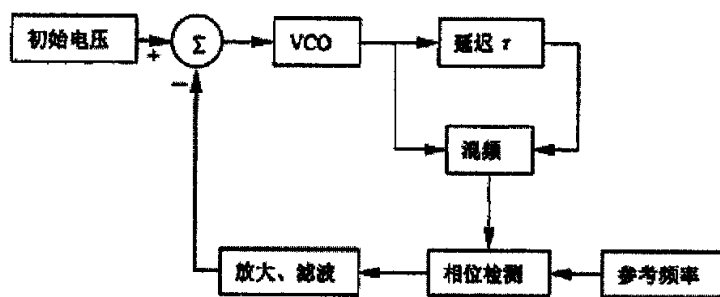 初始电压
+
Σ
VCO
延迟 τ
−
混频
放大、滤波
相位检测
参考频率